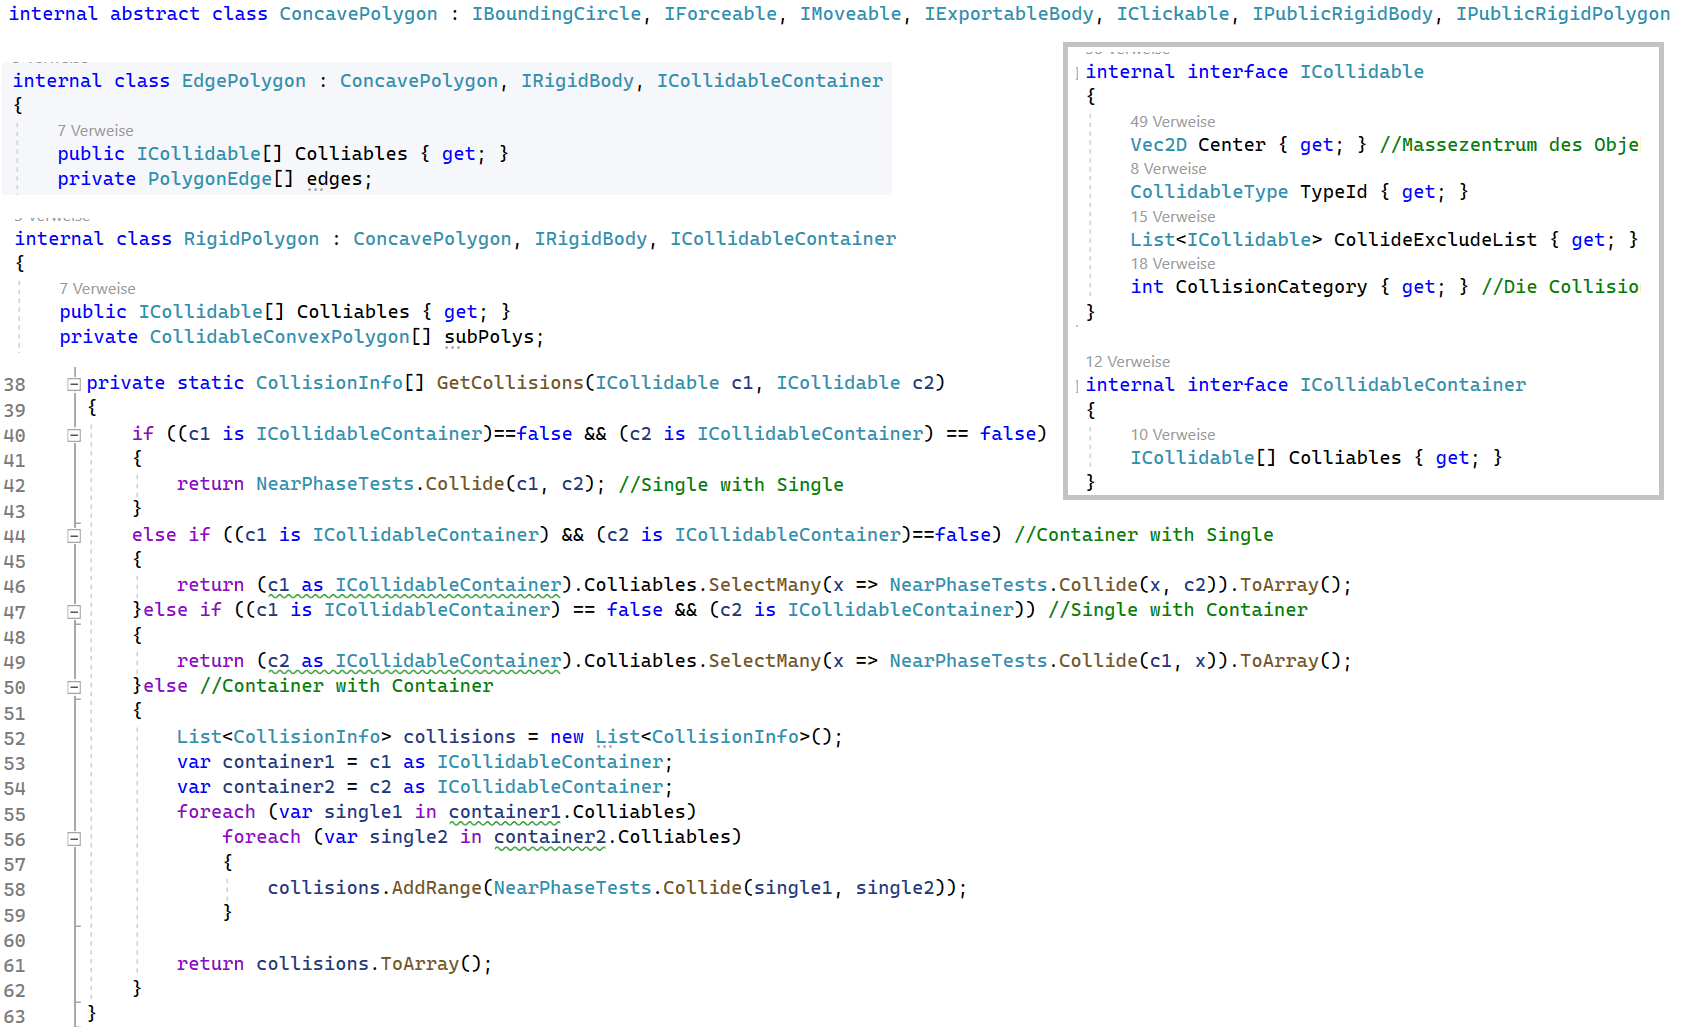 internal abstract class ConcavePolygon : IBoundingCircle, IForceable, IMoveable, IExportableBody, IClickable, IPublicRigidBody, IPublicRigidPolygon
internal class EdgePolygon : ConcavePolygon, IRigidBody, ICollidableContainer
{
7 Verweise
public ICollidable[] Colliables { get; }
private PolygonEdge[] edges;
internal class RigidPolygon : ConcavePolygon, IRigidBody, ICollidableContainer
{
7 Verweise
public ICollidable[] Colliables { get; }
private CollidableConvexPolygon[] subPolys;
internal interface ICollidable
{
49 Verweise
Vec2D Center { get; } //Massezentrum des Obje
8 Verweise
CollidableType TypeId { get; }
15 Verweise
List<ICollidable> CollideExcludeList { get; }
18 Verweise
int CollisionCategory { get; } //Die Collisio
}
12 Verweise
internal interface ICollidableContainer
{
10 Verweise
ICollidable[] Colliables { get; }
}
38 private static CollisionInfo[] GetCollisions(ICollidable c1, ICollidable c2)
39 {
40 if ((c1 is ICollidableContainer)==false && (c2 is ICollidableContainer) == false)
41 {
42 return NearPhaseTests.Collide(c1, c2); //Single with Single
43 }
44 else if ((c1 is ICollidableContainer) && (c2 is ICollidableContainer)==false) //Container with Single
45 {
46 return (c1 as ICollidableContainer).Colliables.SelectMany(x => NearPhaseTests.Collide(x, c2)).ToArray();
47 }else if ((c1 is ICollidableContainer) == false && (c2 is ICollidableContainer)) //Single with Container
48 {
49 return (c2 as ICollidableContainer).Colliables.SelectMany(x => NearPhaseTests.Collide(c1, x)).ToArray();
50 }else //Container with Container
51 {
52 List<CollisionInfo> collisions = new List<CollisionInfo>();
53 var container1 = c1 as ICollidableContainer;
54 var container2 = c2 as ICollidableContainer;
55 foreach (var single1 in container1.Colliables)
56 foreach (var single2 in container2.Colliables)
57 {
58 collisions.AddRange(NearPhaseTests.Collide(single1, single2));
59 }
60
61 return collisions.ToArray();
62 }
63 }